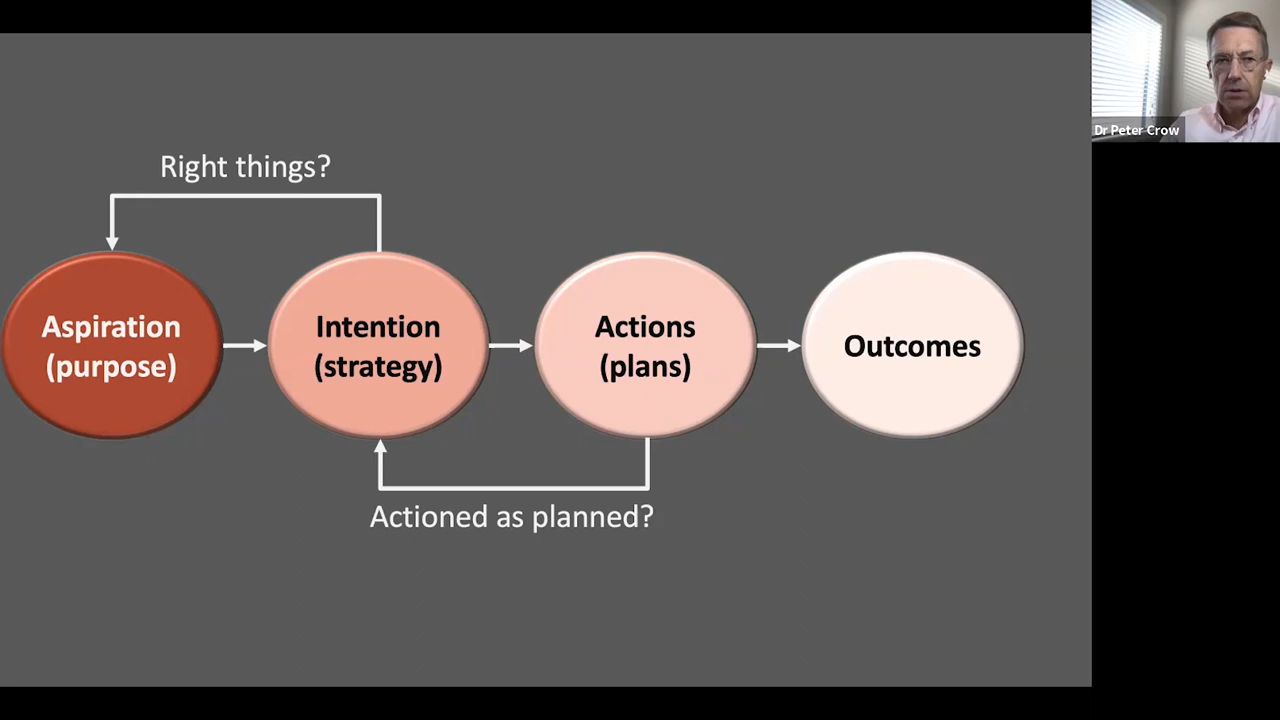 Dr Peter Crow
Right things?
Aspiration
(purpose)
Intention
(strategy)
Actions
(plans)
Outcomes
Actioned as planned?